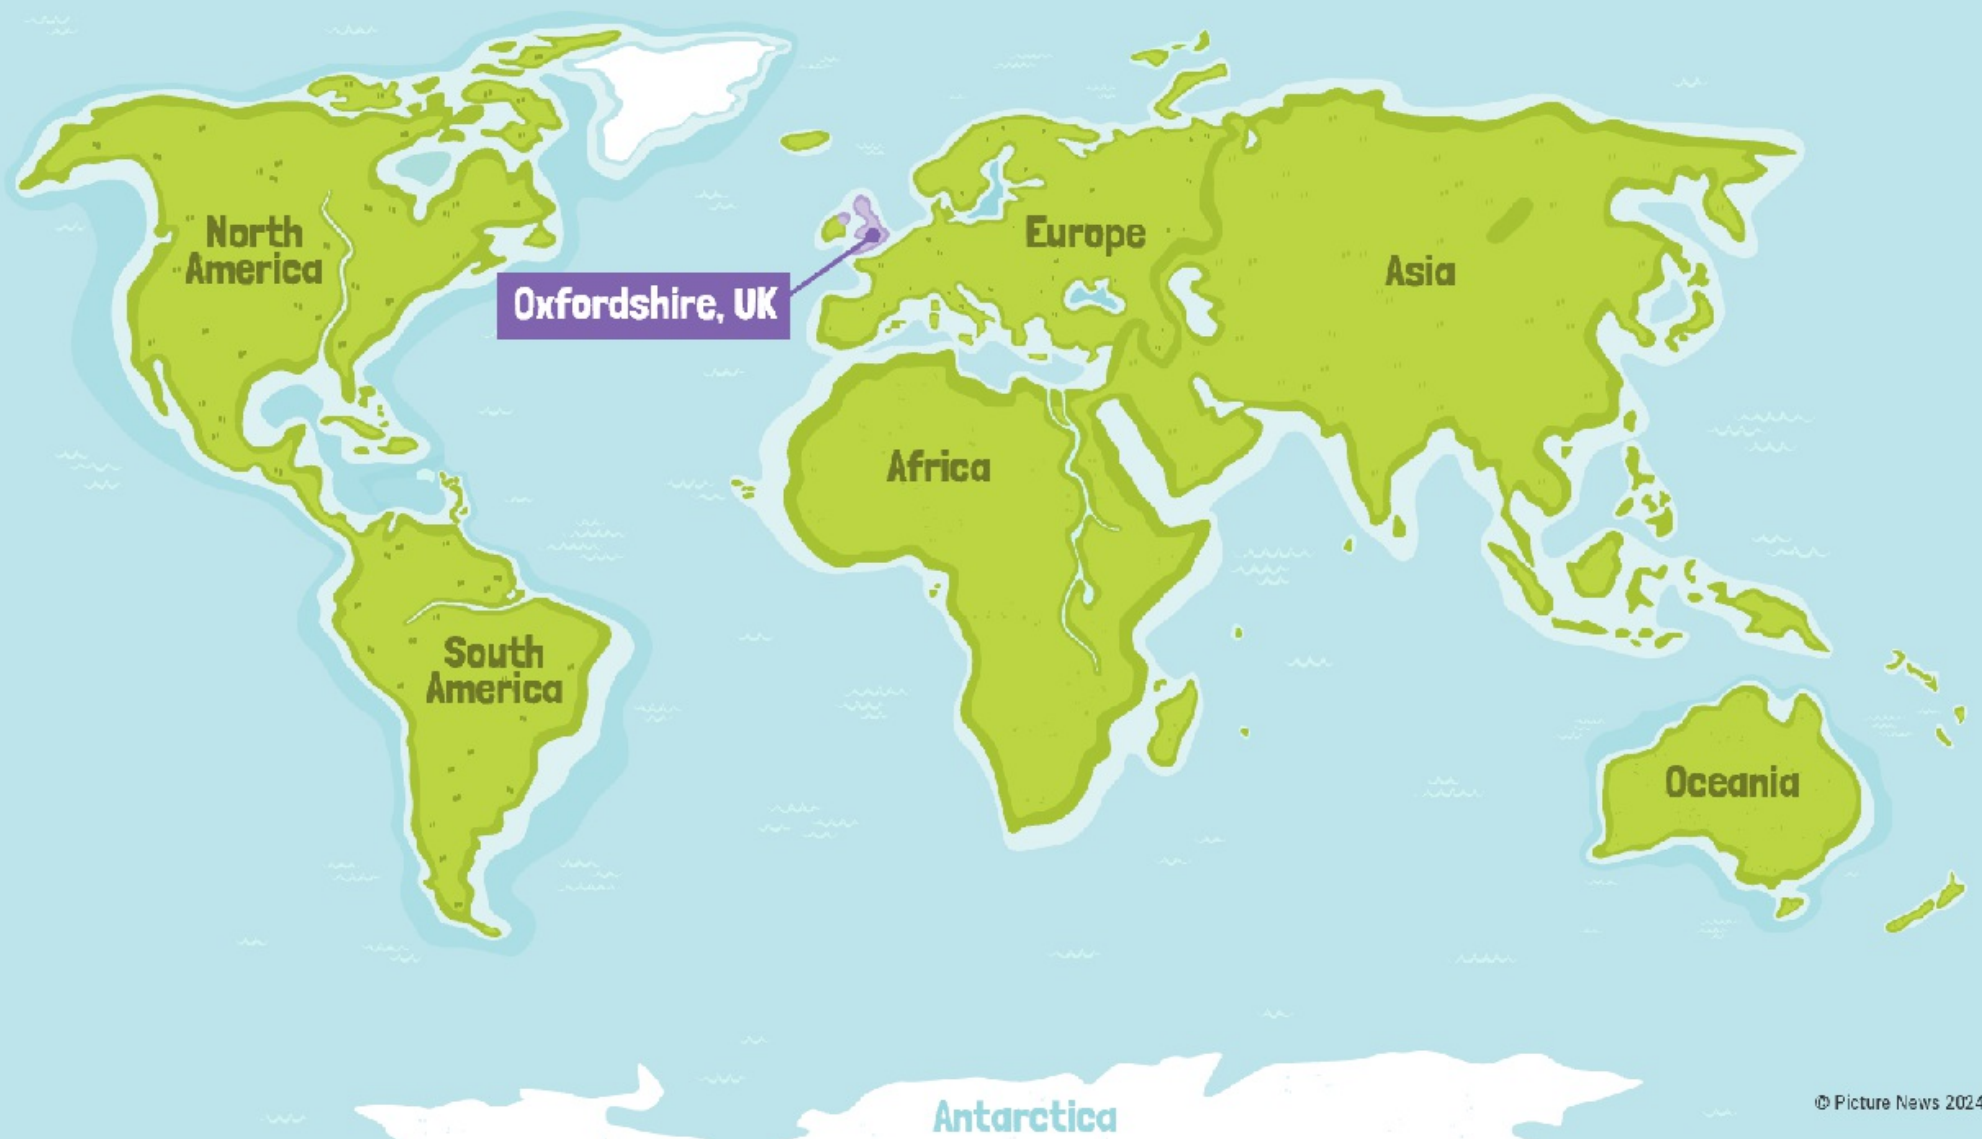 North
America
Europe
Asia
Oxfordshire, UK
Africa
South
America
Oceania
Antarctica
© Picture News 2024